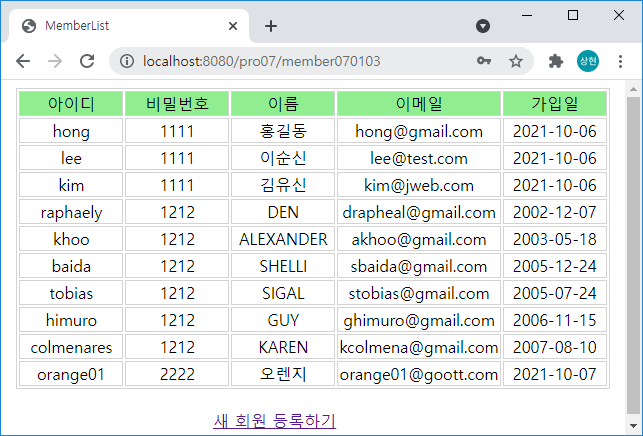 MemberList
localhost:8080/pro07/member070103
상현
아이디 비밀번호 이름 이메일 가입일
hong 1111 홍길동 hong@gmail.com 2021-10-06
lee 1111 이순신 lee@test.com 2021-10-06
kim 1111 김유신 kim@jweb.com 2021-10-06
raphaely 1212 DEN drapheal@gmail.com 2002-12-07
khoo 1212 ALEXANDER akhoo@gmail.com 2003-05-18
baida 1212 SHELLI sbaida@gmail.com 2005-12-24
tobias 1212 SIGAL stobias@gmail.com 2005-07-24
himuro 1212 GUY ghimuro@gmail.com 2006-11-15
colmenares 1212 KAREN kcolmena@gmail.com 2007-08-10
orange01 2222 오렌지 orange01@goott.com 2021-10-07
새 회원 등록하기